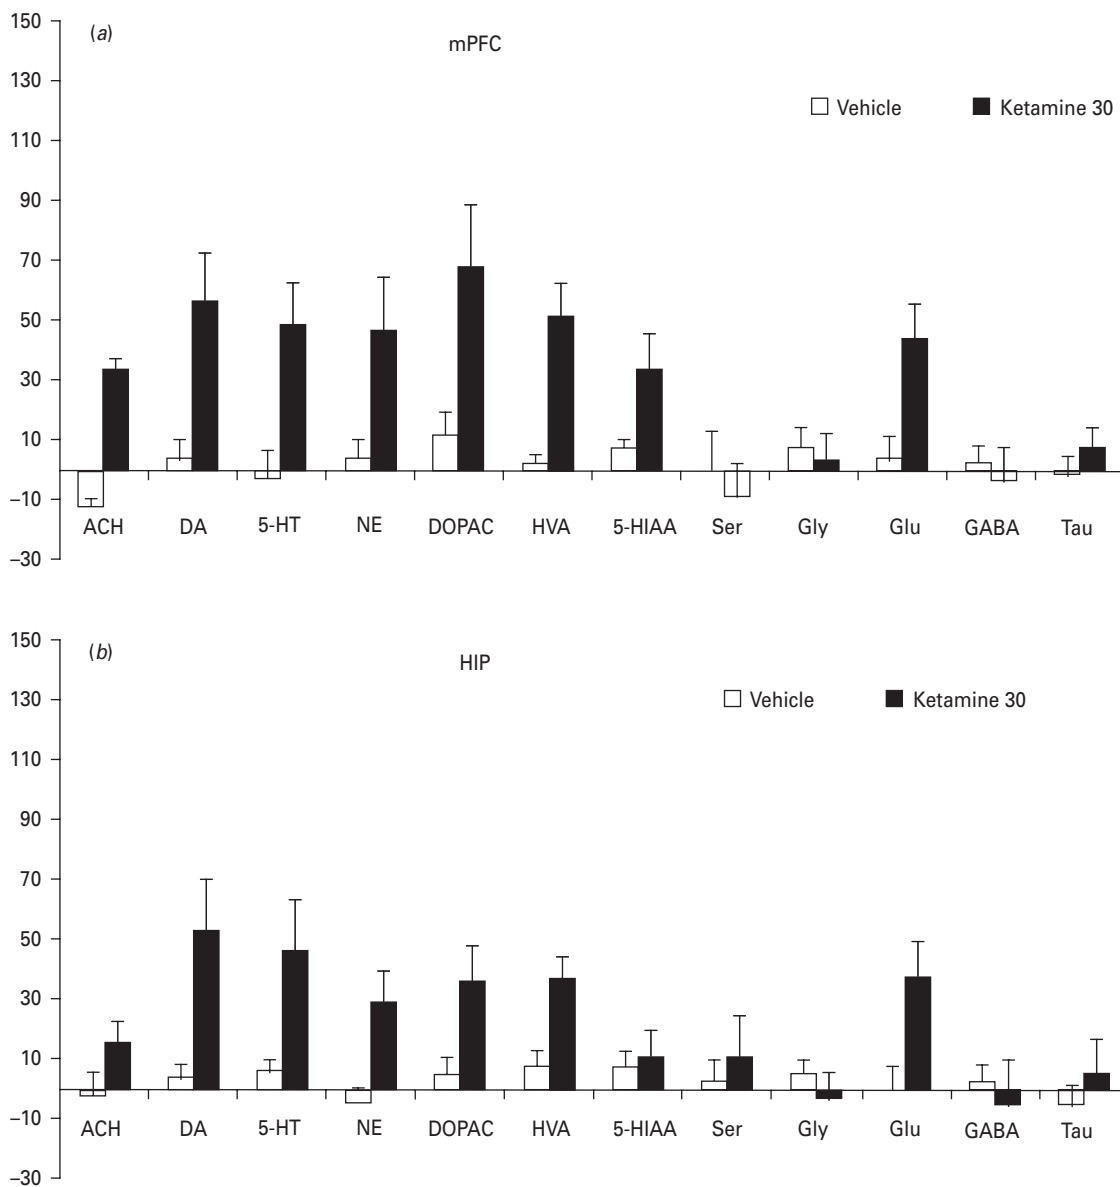 (a)
mPFC
Vehicle Ketamine 30
150
130
110
90
70
50
30
10
–10
–30
ACH DA 5-HT NE DOPAC HVA 5-HIAA Ser Gly Glu GABA Tau
(b)
HIP
Vehicle Ketamine 30
150
130
110
90
70
50
30
10
–10
–30
ACH DA 5-HT NE DOPAC HVA 5-HIAA Ser Gly Glu GABA Tau